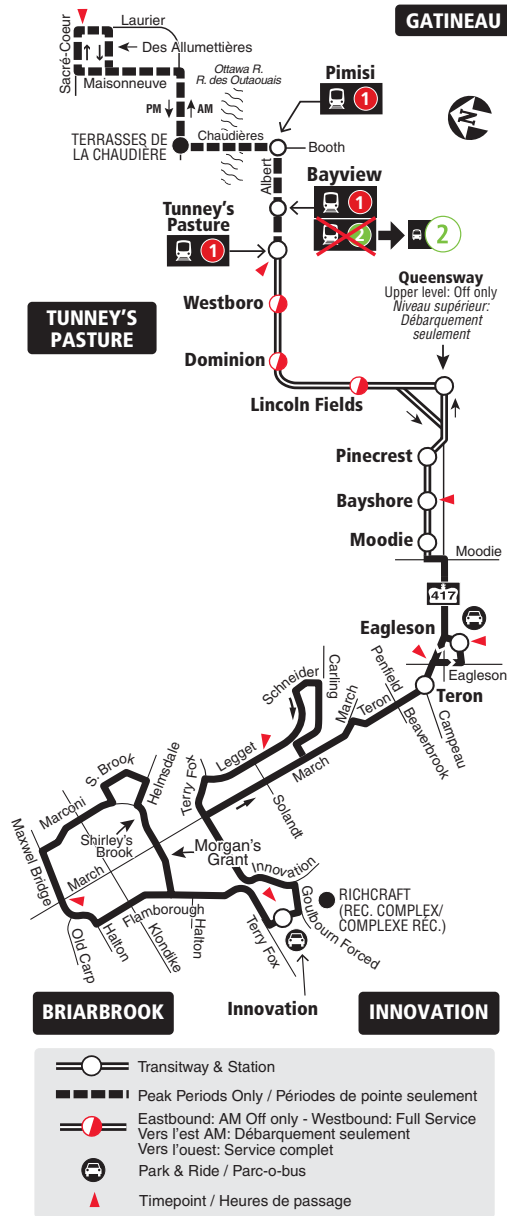 GATINEAU
Laurier
Des Allumettières
Sacré-Coeur
Maisonneuve
PM
AM
Ottawa R.
R. des Outaouais
Pimisi
1
N
TERRASSES DE
LA CHAUDIÈRE
Chaudières
Booth
Albert
Bayview
1
2
2
Tunney's
Pasture
1
Queensway
Upper level: Off only
Niveau supérieur:
Débarquement
seulement
TUNNEY'S
PASTURE
Westboro
Dominion
Lincoln Fields
Pinecrest
Bayshore
Moodie
Moodie
417
Eagleson
Eagleson
Teron
Campeau
Beaverbrook
Penfield
Teron
March
Carling
Schneider
Legget
March
Solandt
Terry Fox
S. Brook
Helmsdale
Marconi
Shirley's
Brook
Maxwel Bridge
March
Morgan's
Grant
Innovation
Goulbourn Forced
RICHCRAFT
(REC. COMPLEX/
COMPLEXE RÉC.)
Flamborough
Halton
Terry Fox
Old Carp
Halton
Klondike
BRIARBROOK
Innovation
INNOVATION
Transitway & Station
Peak Periods Only / Périodes de pointe seulement
Eastbound: AM Off only - Westbound: Full Service
Vers l'est AM: Débarquement seulement
Vers l'ouest: Service complet
Park & Ride / Parc-o-bus
Timepoint / Heures de passage